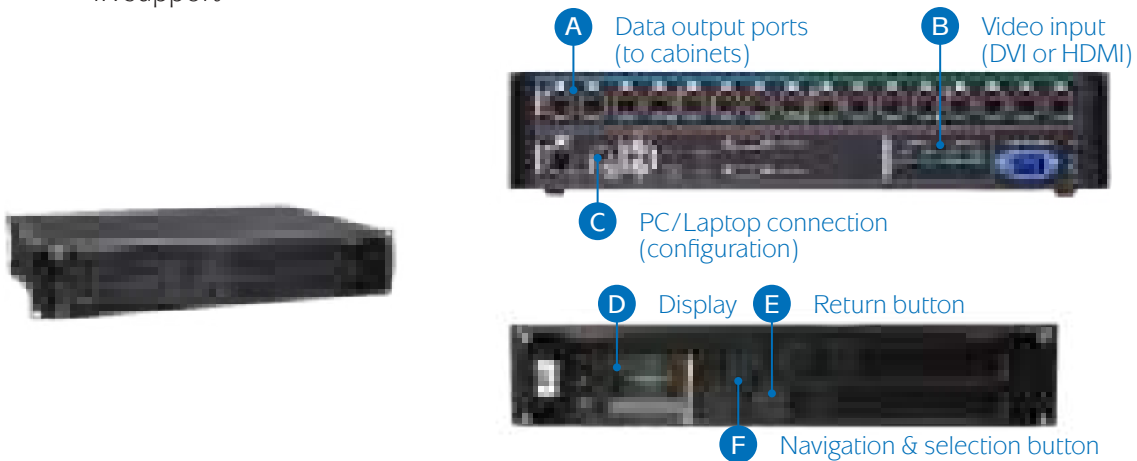 A Data output ports
(to cabinets)
B Video input
(DVI or HDMI)
C PC/Laptop connection
(configuration)
D Display
E Return button
F Navigation & selection button